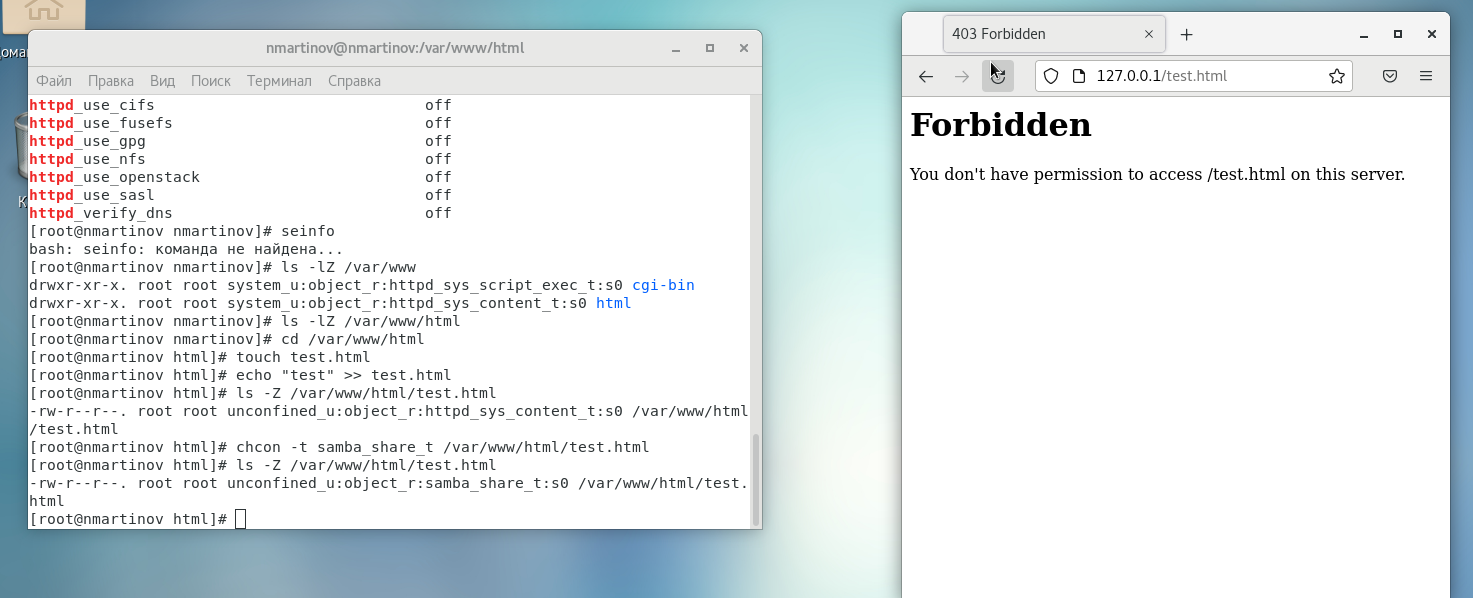 nmartinov@nmartinov:/var/www/html
Файл Правка Вид Поиск Терминал Справка
httpd_use_cifs off
httpd_use_fusefs off
httpd_use_gpg off
httpd_use_nfs off
httpd_use_openstack off
httpd_use_sasl off
httpd_verify_dns off
[root@nmartinov nmartinov]# seinfo
bash: seinfo: команда не найдена...
[root@nmartinov nmartinov]# ls -lZ /var/www
drwxr-xr-x. root root system_u:object_r:httpd_sys_script_exec_t:s0 cgi-bin
drwxr-xr-x. root root system_u:object_r:httpd_sys_content_t:s0 html
[root@nmartinov nmartinov]# ls -lZ /var/www/html
[root@nmartinov nmartinov]# cd /var/www/html
[root@nmartinov html]# touch test.html
[root@nmartinov html]# echo "test" >> test.html
[root@nmartinov html]# ls -Z /var/www/html/test.html
-rw-r--r--. root root unconfined_u:object_r:httpd_sys_content_t:s0 /var/www/html
/test.html
[root@nmartinov html]# chcon -t samba_share_t /var/www/html/test.html
[root@nmartinov html]# ls -Z /var/www/html/test.html
-rw-r--r--. root root unconfined_u:object_r:samba_share_t:s0 /var/www/html/test.
html
[root@nmartinov html]#
403 Forbidden
127.0.0.1/test.html
Forbidden
You don't have permission to access /test.html on this server.